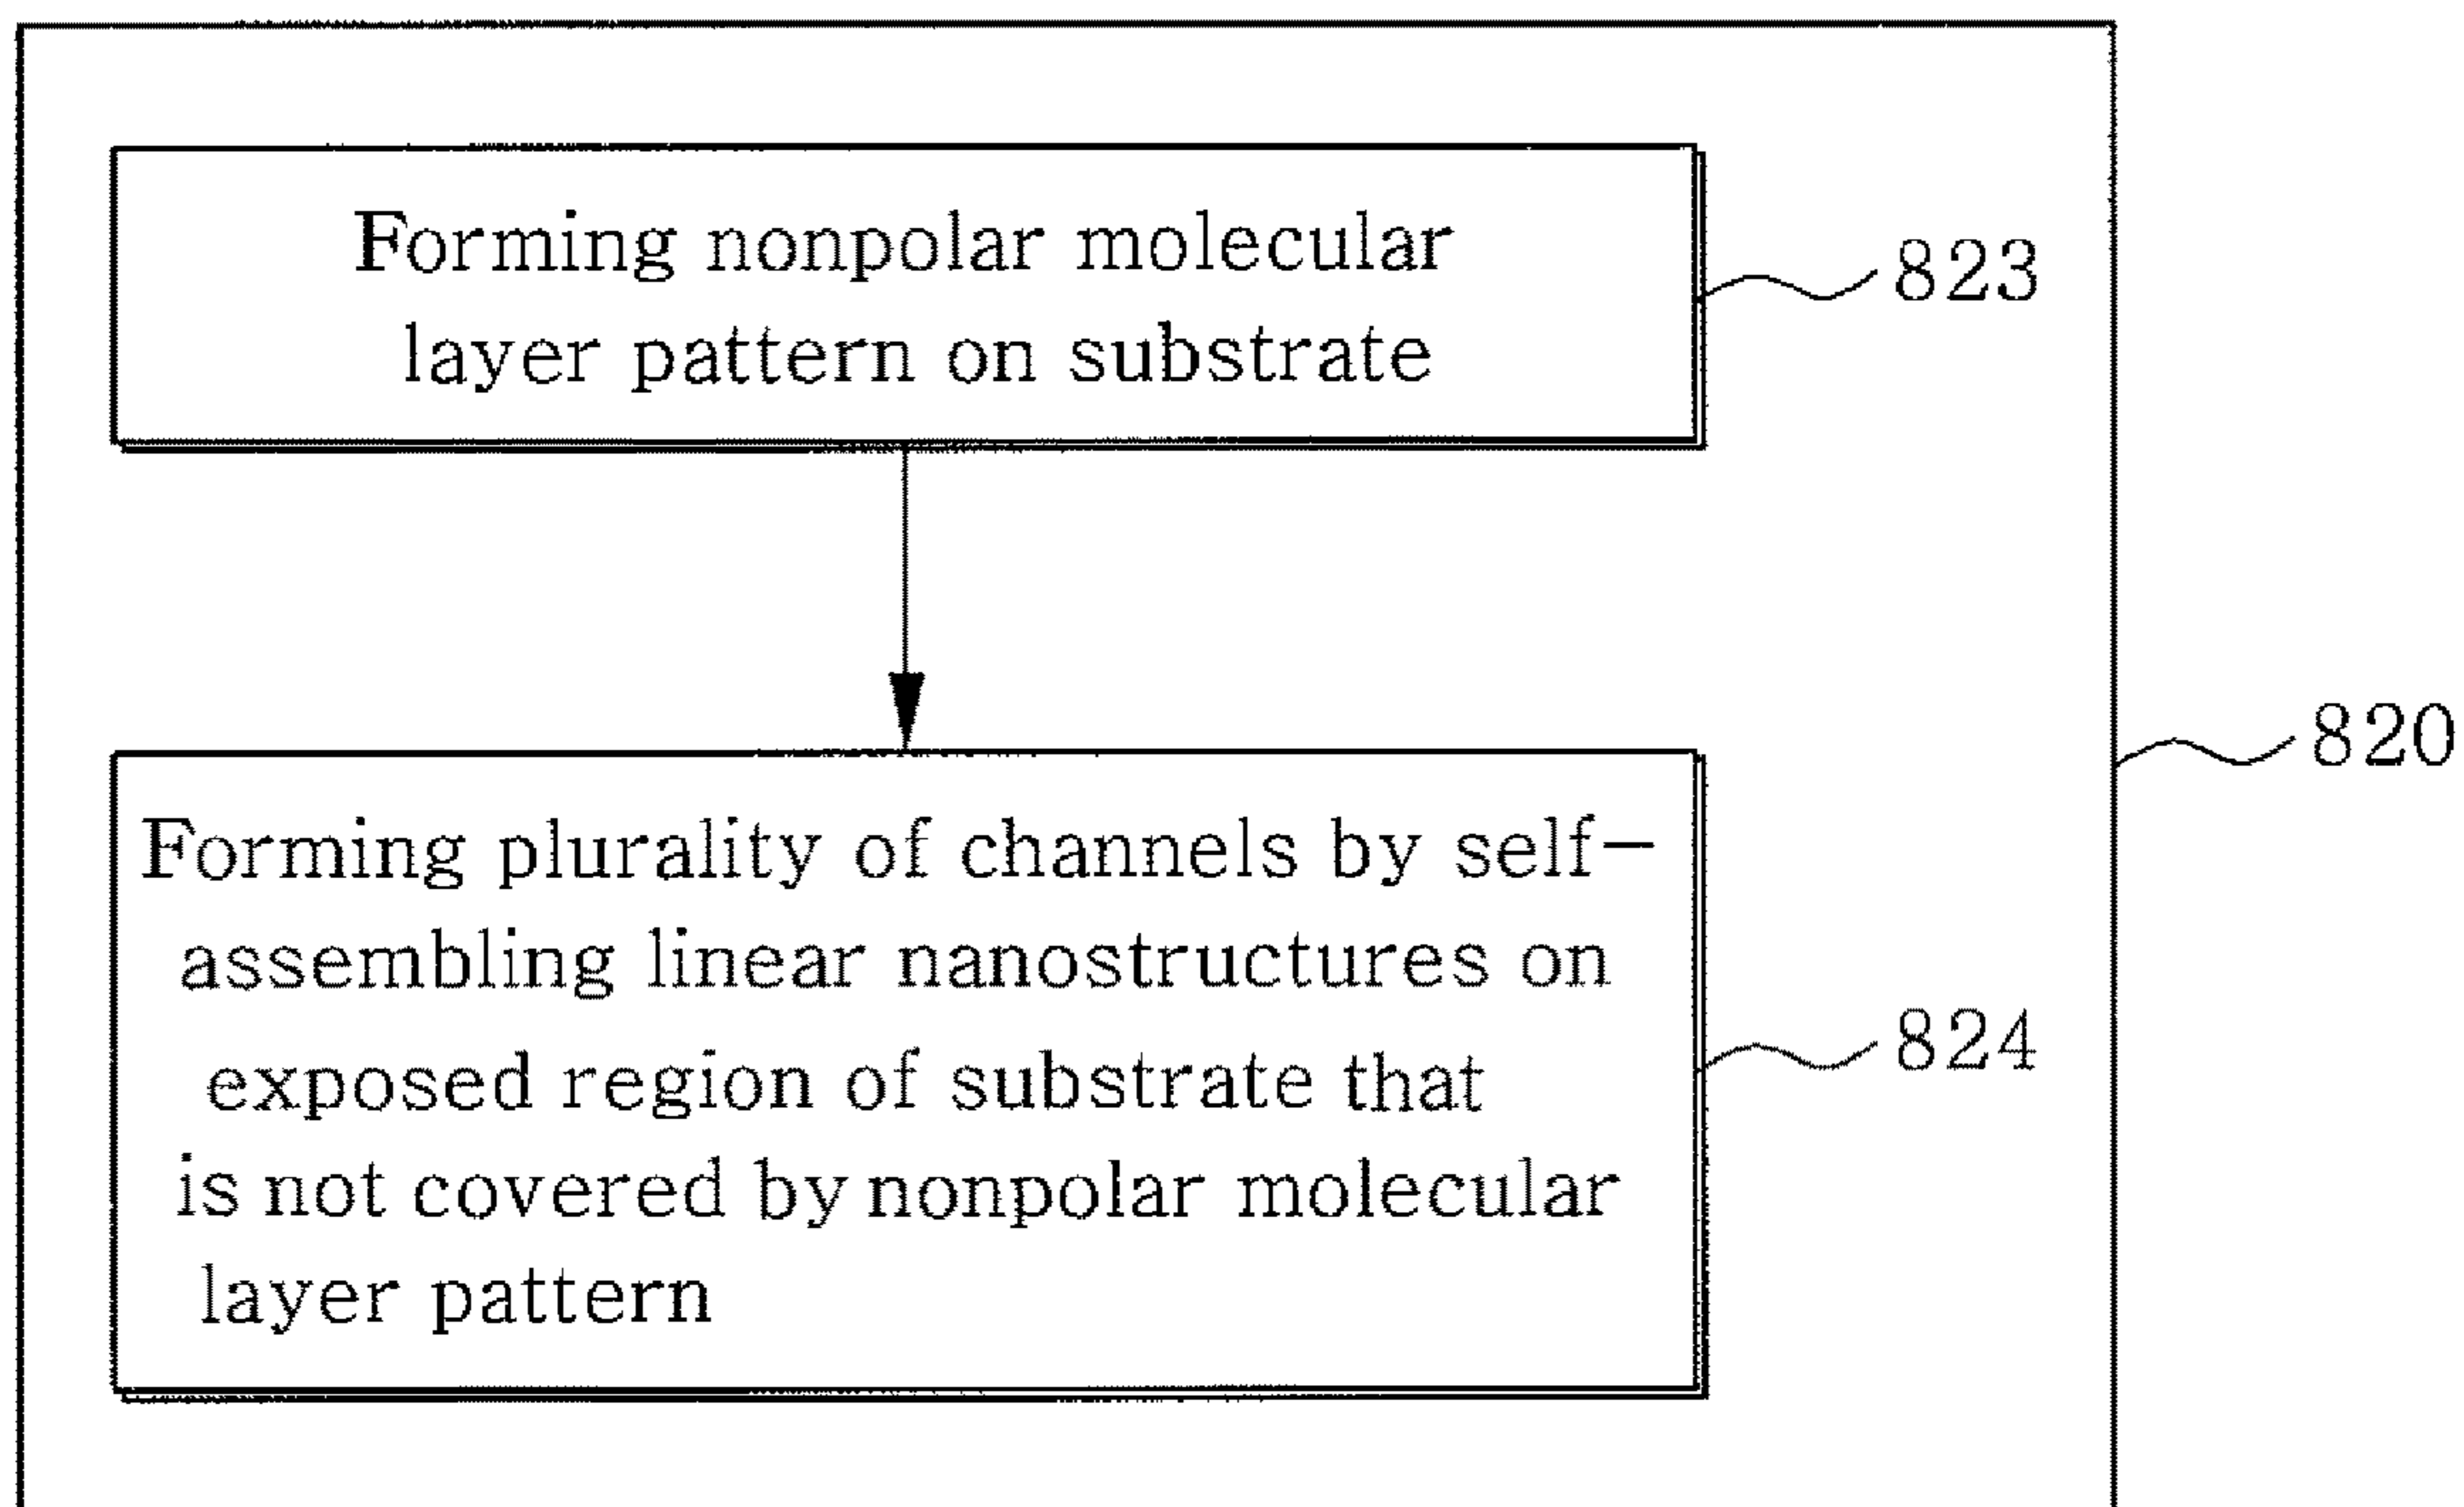 Forming nonpolar molecular
layer pattern on substrate
823
820
Forming plurality of channels by self-
assembling linear nanostructures on
exposed region of substrate that
is not covered by nonpolar molecular
layer pattern
824